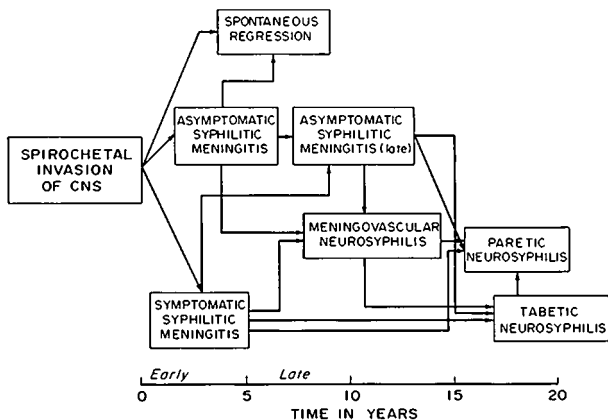 SPONTANEOUS
REGRESSION
ASYMPTOMATIC
SYPHILITIC
MENINGITIS
ASYMPTOMATIC
SYPHILITIC
MENINGITIS (late)
SPIROCHETAL
INVASION
OF CNS
MENINGOVASCULAR
NEUROSYPHILIS
PARETIC
NEUROSYPHILIS
SYMPTOMATIC
SYPHILITIC
MENINGITIS
TABETIC
NEUROSYPHILIS
Early Late
0 5 10 15 20
TIME IN YEARS